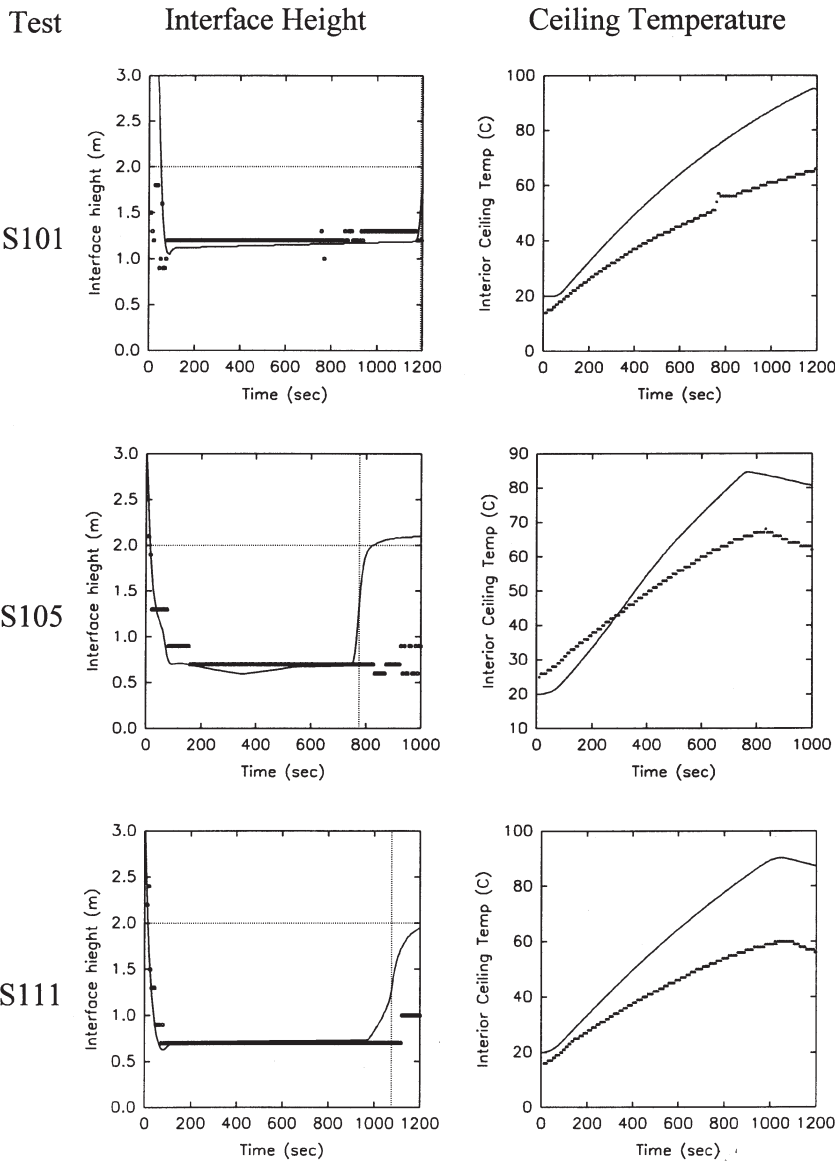 Test Interface Height Ceiling Temperature
S101
Interface hieght (m)
3.0
2.5
2.0
1.5
1.0
0.5
0.0
0 200 400 600 800 1000 1200
Time (sec)
Interior Ceiling Temp (C)
100
80
60
40
20
0
0 200 400 600 800 1000 1200
Time (sec)
S105
Interface hieght (m)
3.0
2.5
2.0
1.5
1.0
0.5
0.0
0 200 400 600 800 1000
Time (sec)
Interior Ceiling Temp (C)
90
80
70
60
50
40
30
20
10
0 200 400 600 800 1000
Time (sec)
S111
Interface hieght (m)
3.0
2.5
2.0
1.5
1.0
0.5
0.0
0 200 400 600 800 1000 1200
Time (sec)
Interior Ceiling Temp (C)
100
80
60
40
20
0
0 200 400 600 800 1000 1200
Time (sec)